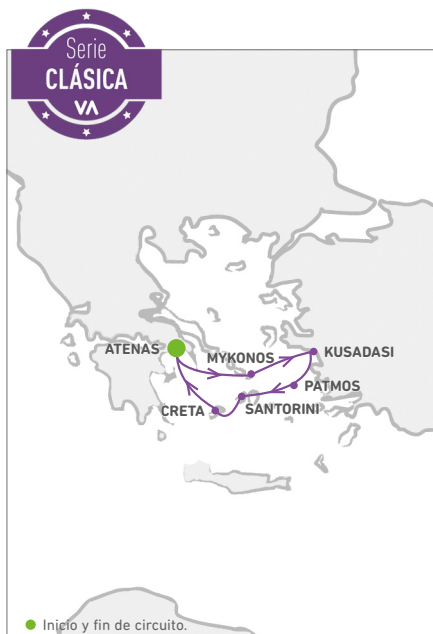 Serie
CLÁSICA
VA
ATENAS
MYKONOS
KUSADASI
PATMOS
CRETA
SANTORINI
Inicio y fin de circuito.